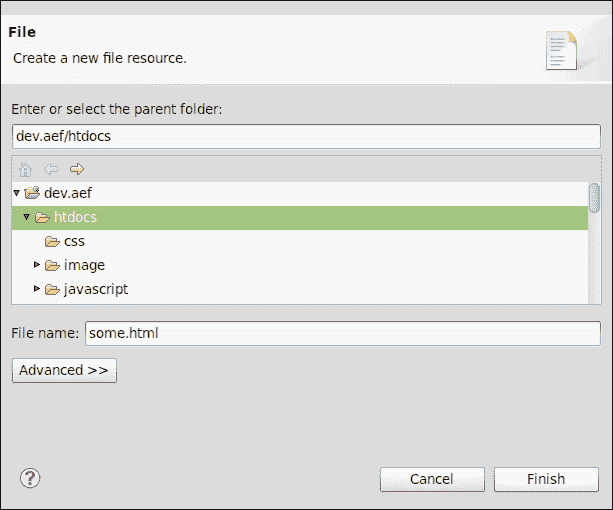 File
Create a new file resource.
Enter or select the parent folder:
dev.aef/htdocs
dev.aef
htdocs
css
image
javascript
File name: some.html
Advanced >>
?
Cancel Finish